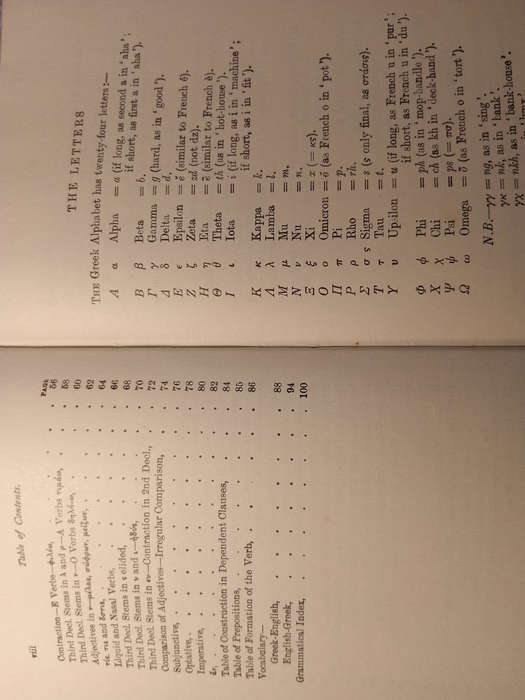 viii
Table of Contents.
PAGE
Contraction—E Verbs—φιλέω, 56
Third Decl. Stems in λ and ρ—A Verbs τιμάω, 58
Third Decl. Stems in ν—O Verbs δηλόω, 60
Adjectives in ν—μέλας, σώφρων, μείζων, 62
τίς, τις and ὅστις, 64
Liquid and Nasal Verbs, 66
Third Decl. Stems in ς elided, 68
Third Decl. Stems in υ and ι—ἡδύς, 70
Third Decl. Stems in ευ—Contraction in 2nd Decl., 72
Comparison of Adjectives—Irregular Comparison, 74
Subjunctive, 76
Optative, 78
Imperative, 80
ἄν, 82
Table of Construction in Dependent Clauses, 84
Table of Prepositions, 85
Table of Formation of the Verb, 86
Vocabulary—
Greek-English, 88
English-Greek, 94
Grammatical Index, 100
THE LETTERS
THE Greek Alphabet has twenty-four letters:—
Α α Alpha = a (if long, as second a in 'aha';
if short, as first a in 'aha').
Β β Beta = b.
Γ γ Gamma = g (hard, as in 'good').
Δ δ Delta = d.
Ε ε Epsilon = ĕ (similar to French é).
Ζ ζ Zeta = zd (not dz).
Η η Eta = ē (similar to French è).
Θ θ Theta = th (as in 'hot-house').
Ι ι Iota = i (if long, as i in 'machine';
if short, as i in 'fit').
Κ κ Kappa = k.
Λ λ Lamba = l.
Μ μ Mu = m.
Ν ν Nu = n.
Ξ ξ Xi = x (= κς).
Ο ο Omicron = ŏ (as French o in 'pot').
Π π Pi = p.
Ρ ρ Rho = rh.
Σ σ ς Sigma = s (ς only final, as στάσις).
Τ τ Tau = t.
Υ υ Upsilon = u (if long, as French u in 'pur';
if short, as French u in 'du').
Φ φ Phi = ph (as in 'mop-handle').
Χ χ Chi = ch (as kh in 'deck-hand').
Ψ ψ Psi = ps (= πσ).
Ω ω Omega = ō (as French o in 'tort').
N.B.—γγ = ng, as in 'sing'.
γκ = nk, as in 'bank'.
γχ = nkh, as in 'bank-house'.